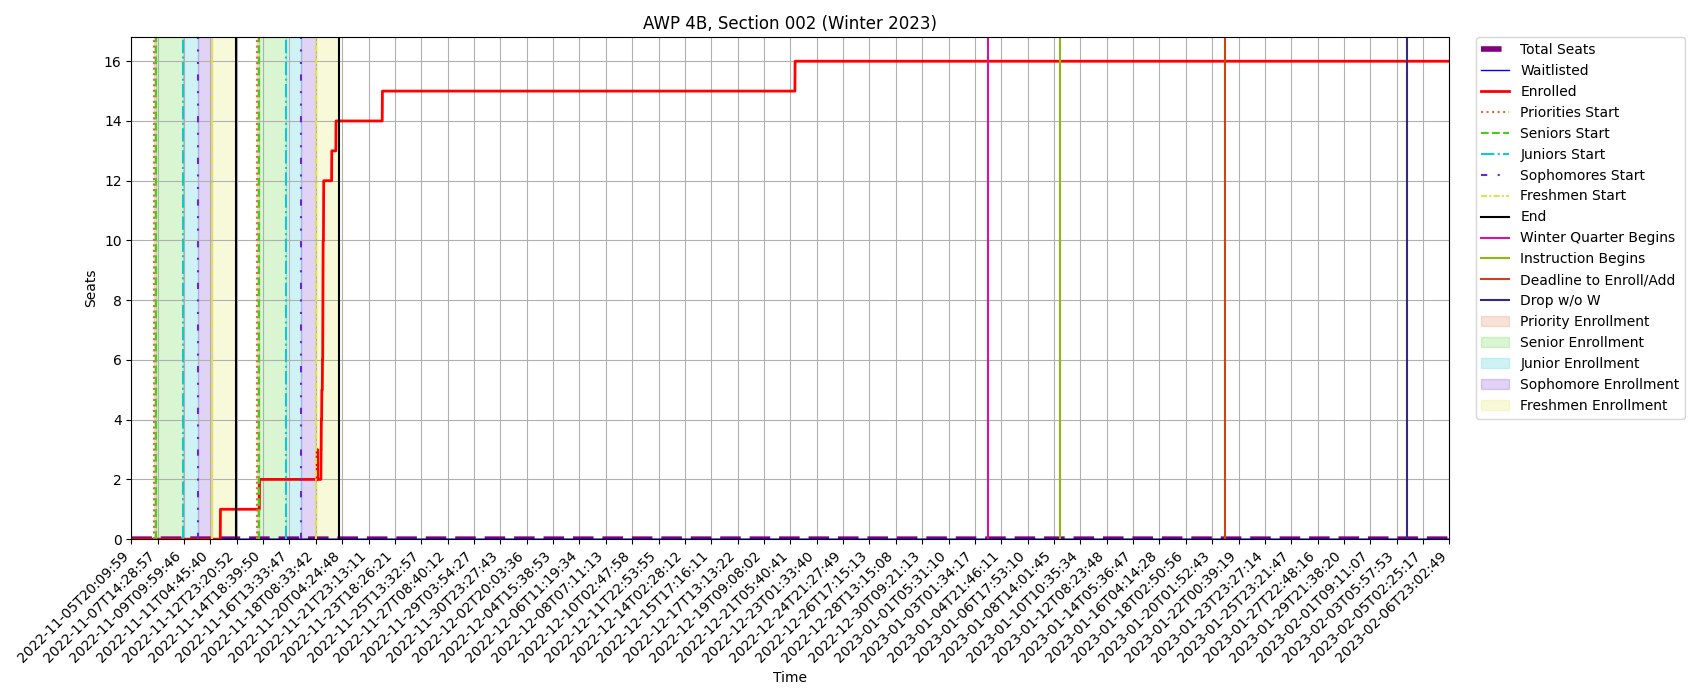 AWP 4B, Section 002 (Winter 2023)
16
14
12
10
8
6
4
2
0
Seats
2022-11-05T20:09:59
2022-11-07T14:28:57
2022-11-09T09:59:46
2022-11-11T04:45:40
2022-11-12T23:20:52
2022-11-14T18:39:50
2022-11-16T13:33:47
2022-11-18T08:33:42
2022-11-20T04:24:48
2022-11-21T23:13:11
2022-11-23T18:26:21
2022-11-25T13:32:57
2022-11-27T08:40:12
2022-11-29T03:54:27
2022-11-30T23:27:43
2022-12-02T20:03:36
2022-12-04T15:38:53
2022-12-06T11:19:34
2022-12-08T07:11:13
2022-12-10T02:47:58
2022-12-11T22:53:55
2022-12-14T02:28:12
2022-12-15T17:16:11
2022-12-17T13:13:22
2022-12-19T09:08:02
2022-12-21T05:40:41
2022-12-23T01:33:40
2022-12-24T21:27:49
2022-12-26T17:15:13
2022-12-28T13:15:08
2022-12-30T09:21:13
2023-01-01T05:31:10
2023-01-03T01:34:17
2023-01-04T21:46:11
2023-01-06T17:53:10
2023-01-08T14:01:45
2023-01-10T10:35:34
2023-01-12T08:23:48
2023-01-14T05:36:47
2023-01-16T04:14:28
2023-01-18T02:50:56
2023-01-20T01:52:43
2023-01-22T00:39:19
2023-01-23T23:27:14
2023-01-25T23:21:47
2023-01-27T22:48:16
2023-01-29T21:38:20
2023-02-01T09:11:07
2023-02-03T05:57:53
2023-02-05T02:25:17
2023-02-06T23:02:49
Time
Total Seats
Waitlisted
Enrolled
Priorities Start
Seniors Start
Juniors Start
Sophomores Start
Freshmen Start
End
Winter Quarter Begins
Instruction Begins
Deadline to Enroll/Add
Drop w/o W
Priority Enrollment
Senior Enrollment
Junior Enrollment
Sophomore Enrollment
Freshmen Enrollment